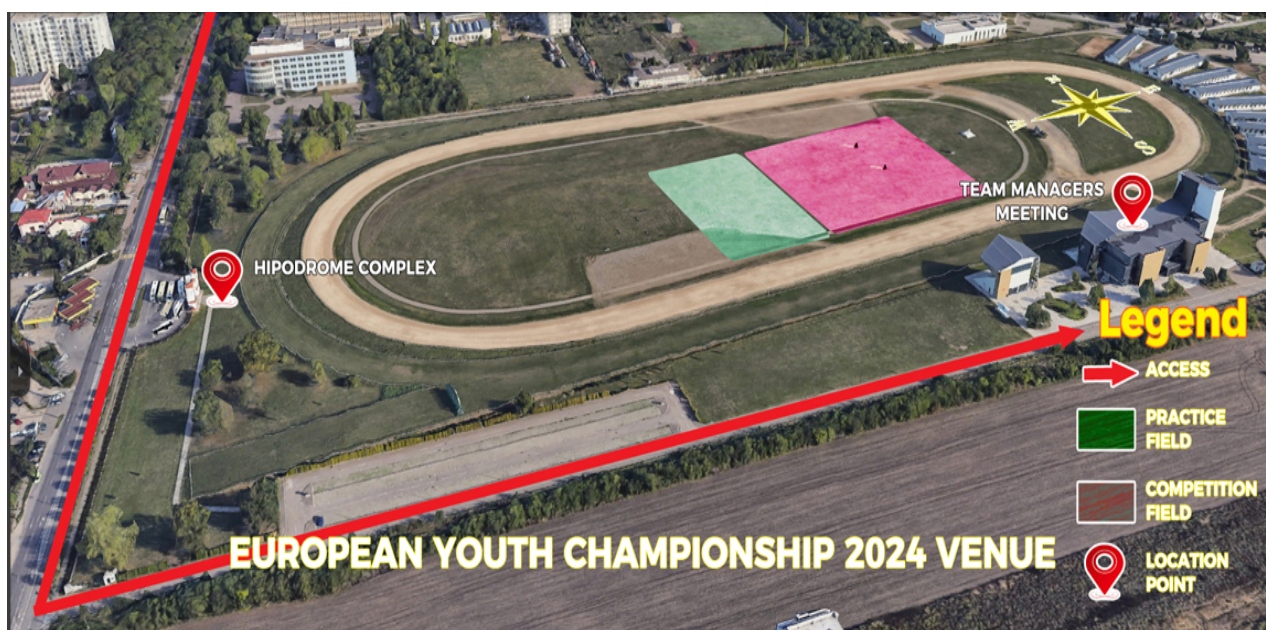 N
E
W
S
TEAM MANAGERS
MEETING
HIPODROME COMPLEX
Legend
ACCESS
PRACTICE
FIELD
COMPETITION
FIELD
EUROPEAN YOUTH CHAMPIONSHIP 2024 VENUE
LOCATION
POINT